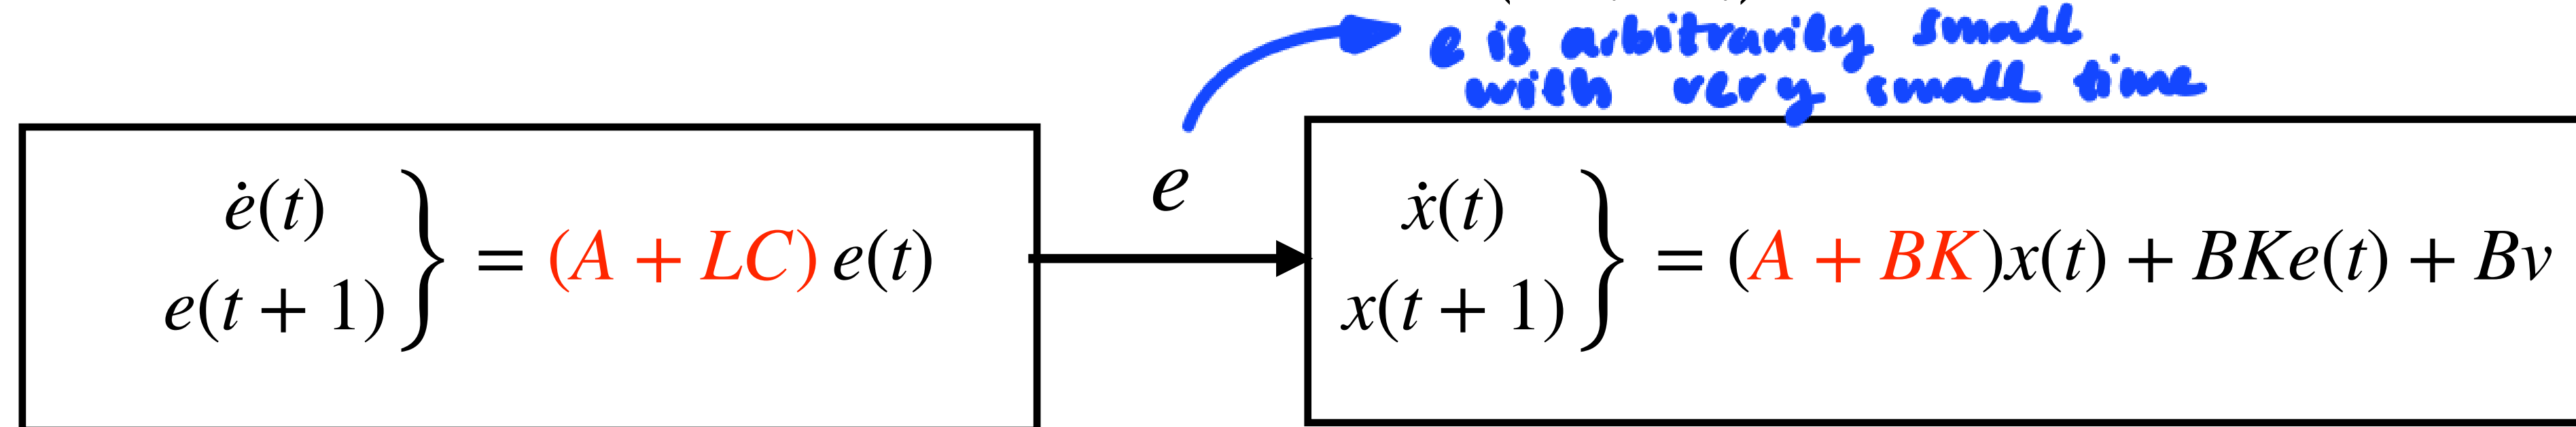 e is arbitrarily small
with very small time
e
ė(t)
e(t + 1)
} = (A + LC) e(t)
ẋ(t)
x(t + 1)
} = (A + BK)x(t) + BKe(t) + Bv